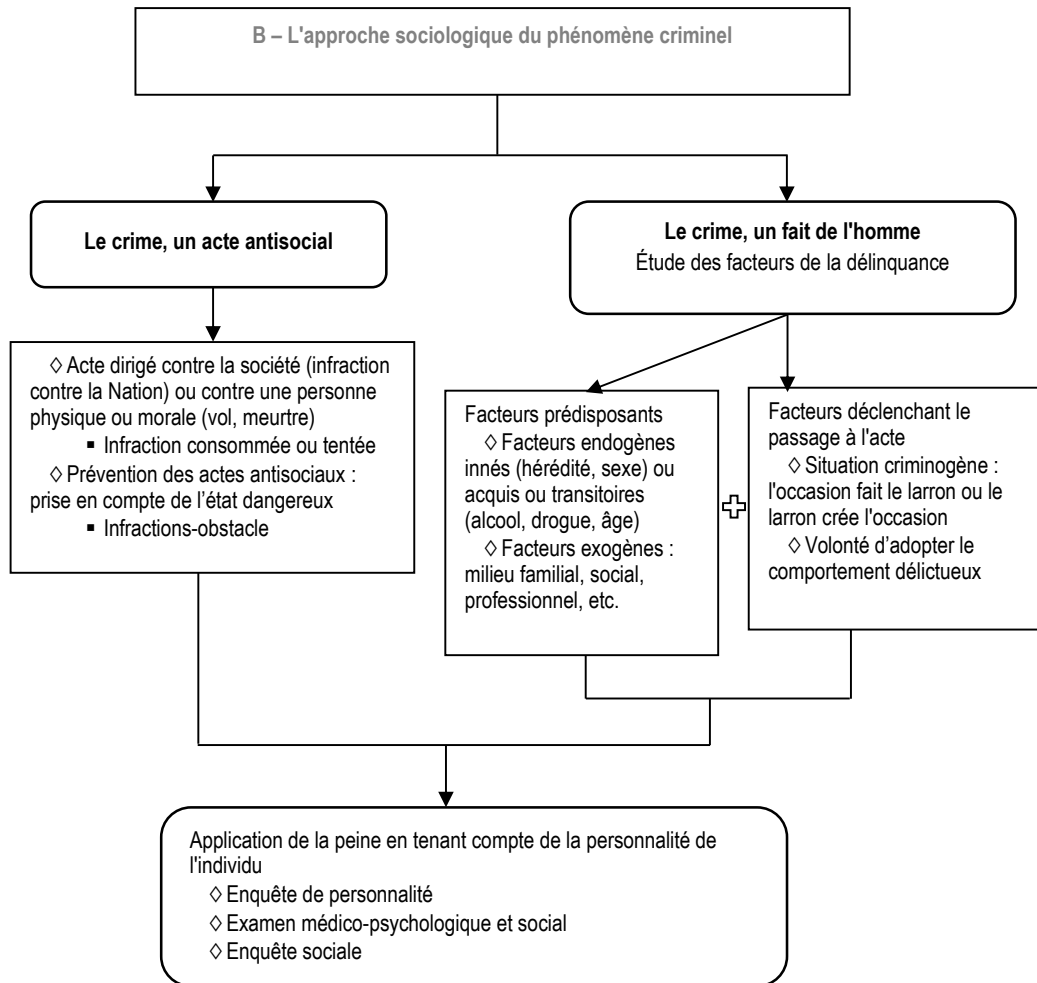 B – L'approche sociologique du phénomène criminel
Le crime, un acte antisocial
Le crime, un fait de l'homme
Étude des facteurs de la délinquance
◊ Acte dirigé contre la société (infraction
contre la Nation) ou contre une personne
physique ou morale (vol, meurtre)
▪ Infraction consommée ou tentée
◊ Prévention des actes antisociaux :
prise en compte de l’état dangereux
▪ Infractions-obstacle
Facteurs prédisposants
◊ Facteurs endogènes
innés (hérédité, sexe) ou
acquis ou transitoires
(alcool, drogue, âge)
◊ Facteurs exogènes :
milieu familial, social,
professionnel, etc.
Facteurs déclenchant le
passage à l'acte
◊ Situation criminogène :
l'occasion fait le larron ou le
larron crée l'occasion
◊ Volonté d’adopter le
comportement délictueux
Application de la peine en tenant compte de la personnalité de
l'individu
◊ Enquête de personnalité
◊ Examen médico-psychologique et social
◊ Enquête sociale